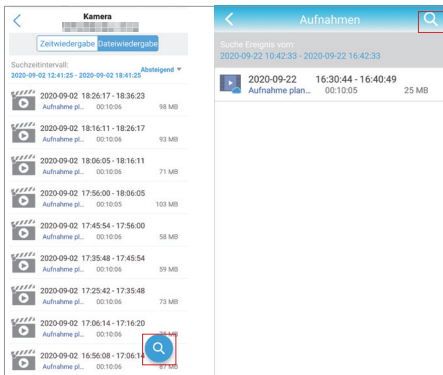 Kamera
Zeitwiedergabe Dateiwiedergabe
Suchzeitintervall:
2020-09-02 12:41:25 - 2020-09-02 18:41:25
Absteigend
2020-09-02 18:26:17 - 18:36:23
Aufnahme pl... 00:10:06 98 MB
2020-09-02 18:16:11 - 18:26:17
Aufnahme pl... 00:10:06 93 MB
2020-09-02 18:06:05 - 18:16:11
Aufnahme pl... 00:10:06 71 MB
2020-09-02 17:56:00 - 18:06:05
Aufnahme pl... 00:10:05 103 MB
2020-09-02 17:45:54 - 17:56:00
Aufnahme pl... 00:10:06 58 MB
2020-09-02 17:35:48 - 17:45:54
Aufnahme pl... 00:10:06 59 MB
2020-09-02 17:25:42 - 17:35:48
Aufnahme pl... 00:10:06 73 MB
2020-09-02 17:06:14 - 17:16:20
Aufnahme pl... 00:10:06 MB
2020-09-02 16:56:08 - 17:06:14
Aufnahme pl... 00:10:06 87 MB
Aufnahmen
Suche Ereignis vom:
2020-09-22 10:42:33 - 2020-09-22 16:42:33
2020-09-22 16:30:44 - 16:40:49
Aufnahme plan... 00:10:05 25 MB